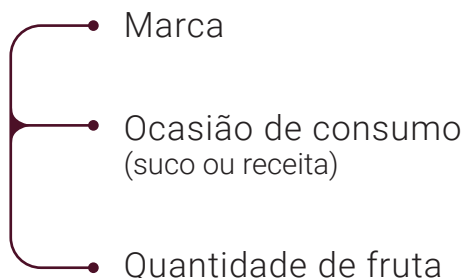 Marca
Ocasião de consumo
(suco ou receita)
Quantidade de fruta